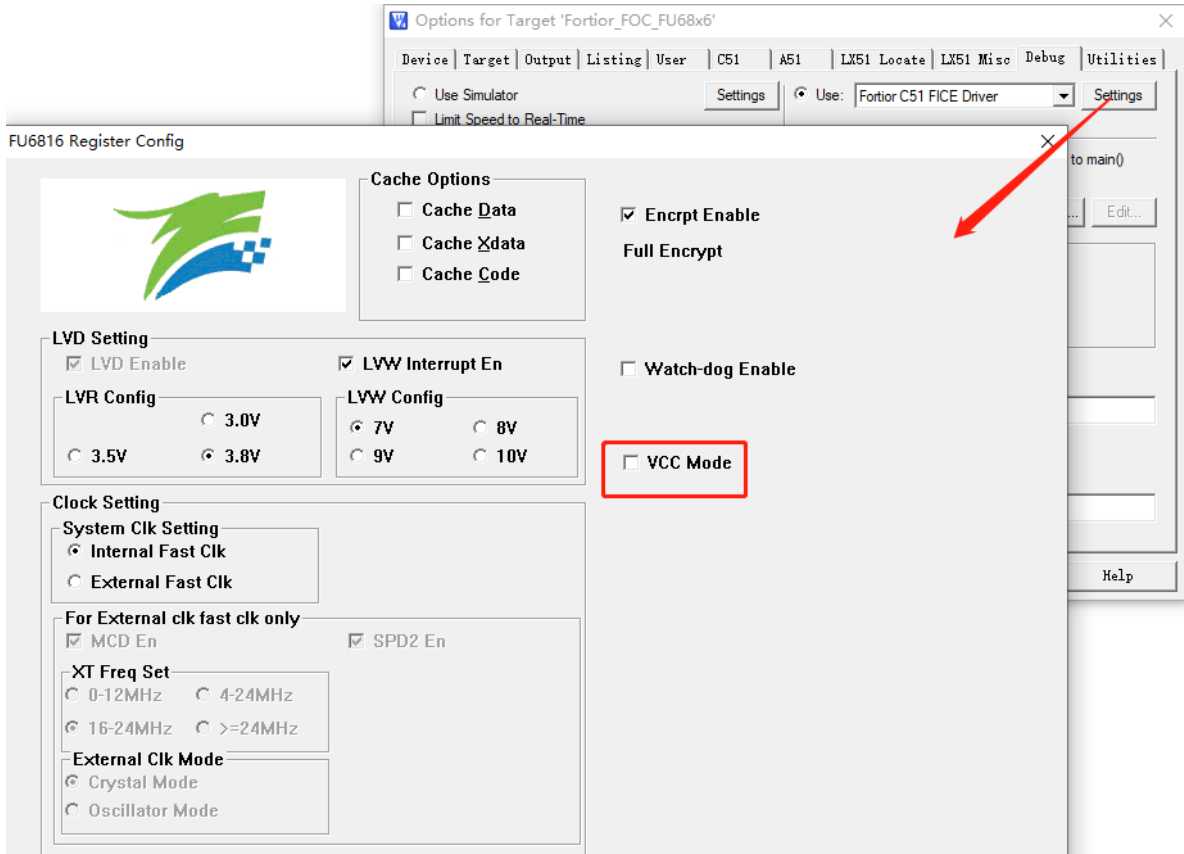 Options for Target 'Fortior_FOC_FU68x6'
Device Target Output Listing User C51 A51 LX51 Locate LX51 Misc Debug Utilities
Use Simulator Settings Use: Fortior C51 FICE Driver Settings
Limit Speed to Real-Time
to main()
... Edit...
Help
FU6816 Register Config
Cache Options
Cache Data
Cache Xdata
Cache Code
Encrpt Enable
Full Encrypt
LVD Setting
LVD Enable LVW Interrupt En
Watch-dog Enable
LVR Config
3.0V
3.5V 3.8V
LVW Config
7V 8V
9V 10V
VCC Mode
Clock Setting
System Clk Setting
Internal Fast Clk
External Fast Clk
For External clk fast clk only
MCD En SPD2 En
XT Freq Set
0-12MHz 4-24MHz
16-24MHz >=24MHz
External Clk Mode
Crystal Mode
Oscillator Mode